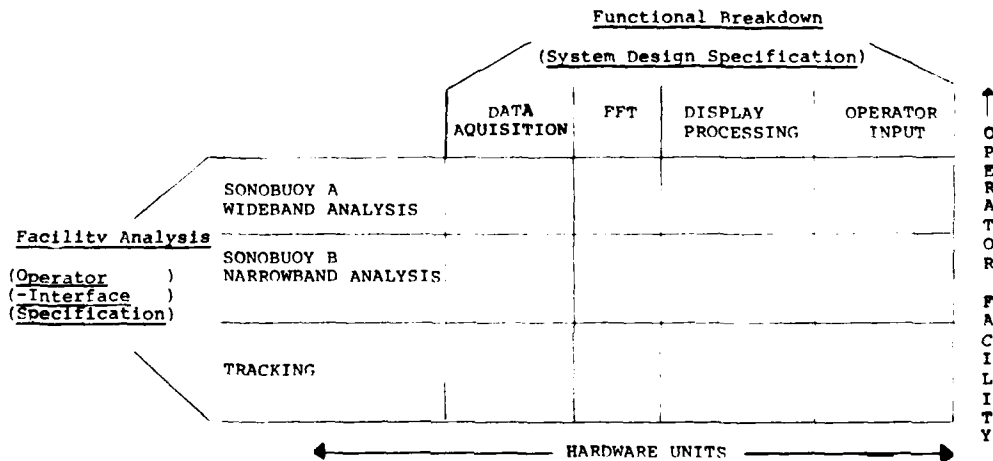 Functional Breakdown
(System Design Specification)
DATA AQUISITION
FFT
DISPLAY PROCESSING
OPERATOR INPUT
SONOBUOY A
WIDEBAND ANALYSIS
Facility Analysis
(Operator )
(-Interface )
(Specification)
SONOBUOY B
NARROWBAND ANALYSIS
TRACKING
HARDWARE UNITS
OPERATOR FACILITY